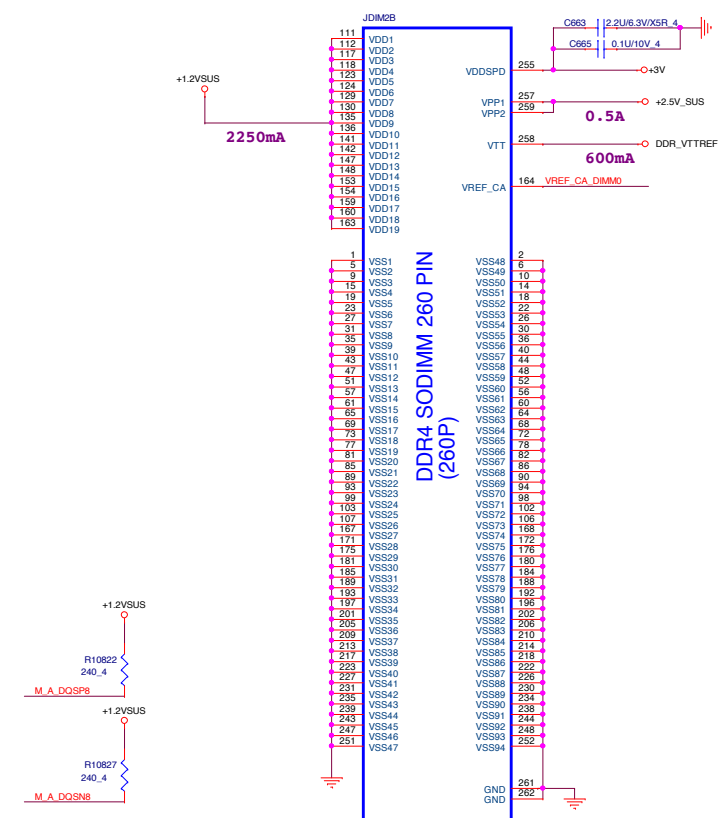 JDIM2B
C663 2.2U/6.3V/X5R_4
C665 0.1U/10V_4
+1.2VSUS
2250mA
111 VDD1
112 VDD2
117 VDD3
118 VDD4
123 VDD5
124 VDD6
129 VDD7
130 VDD8
135 VDD9
136 VDD10
141 VDD11
142 VDD12
147 VDD13
148 VDD14
153 VDD15
154 VDD16
159 VDD17
160 VDD18
163 VDD19
VDDSPD 255 +3V
VPP1 257 +2.5V_SUS
VPP2 259
0.5A
VTT 258 DDR_VTTREF
600mA
VREF_CA 164 VREF_CA_DIMM0
1 VSS1
5 VSS2
9 VSS3
15 VSS4
19 VSS5
23 VSS6
27 VSS7
31 VSS8
35 VSS9
39 VSS10
43 VSS11
47 VSS12
51 VSS13
57 VSS14
61 VSS15
65 VSS16
69 VSS17
73 VSS18
77 VSS19
81 VSS20
85 VSS21
89 VSS22
93 VSS23
99 VSS24
103 VSS25
107 VSS26
167 VSS27
171 VSS28
175 VSS29
181 VSS30
185 VSS31
189 VSS32
193 VSS33
197 VSS34
201 VSS35
205 VSS36
209 VSS37
213 VSS38
217 VSS39
223 VSS40
227 VSS41
231 VSS42
235 VSS43
239 VSS44
243 VSS45
247 VSS46
251 VSS47
DDR4 SODIMM 260 PIN
(260P)
VSS48 2
VSS49 6
VSS50 10
VSS51 14
VSS52 18
VSS53 22
VSS54 26
VSS55 30
VSS56 36
VSS57 40
VSS58 44
VSS59 48
VSS60 52
VSS61 56
VSS62 60
VSS63 64
VSS64 68
VSS65 72
VSS66 78
VSS67 82
VSS68 86
VSS69 90
VSS70 94
VSS71 98
VSS72 102
VSS73 106
VSS74 168
VSS75 172
VSS76 176
VSS77 180
VSS78 184
VSS79 188
VSS80 192
VSS81 196
VSS82 202
VSS83 206
VSS84 210
VSS85 214
VSS86 218
VSS87 222
VSS88 226
VSS89 230
VSS90 234
VSS91 238
VSS92 244
VSS93 248
VSS94 252
GND 261
GND 262
+1.2VSUS
R10822
240_4
M_A_DQSP8
+1.2VSUS
R10827
240_4
M_A_DQSN8